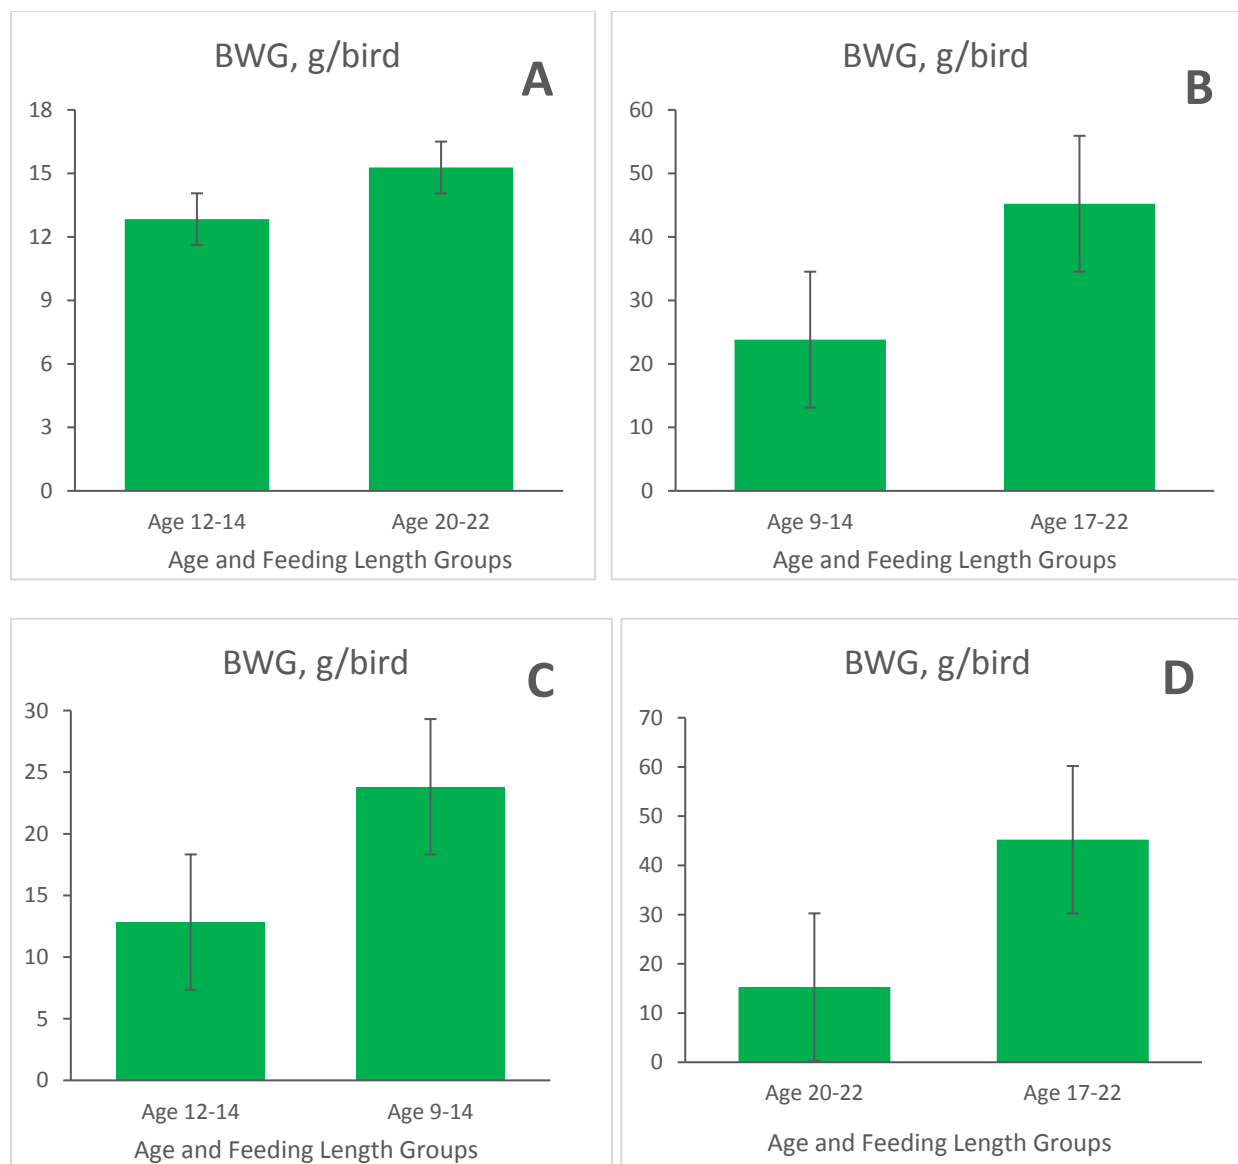 BWG, g/bird
A
18
15
12
9
6
3
0
Age 12-14 Age 20-22
Age and Feeding Length Groups
BWG, g/bird
B
60
50
40
30
20
10
0
Age 9-14 Age 17-22
Age and Feeding Length Groups
BWG, g/bird
C
30
25
20
15
10
5
0
Age 12-14 Age 9-14
Age and Feeding Length Groups
BWG, g/bird
D
70
60
50
40
30
20
10
0
Age 20-22 Age 17-22
Age and Feeding Length Groups